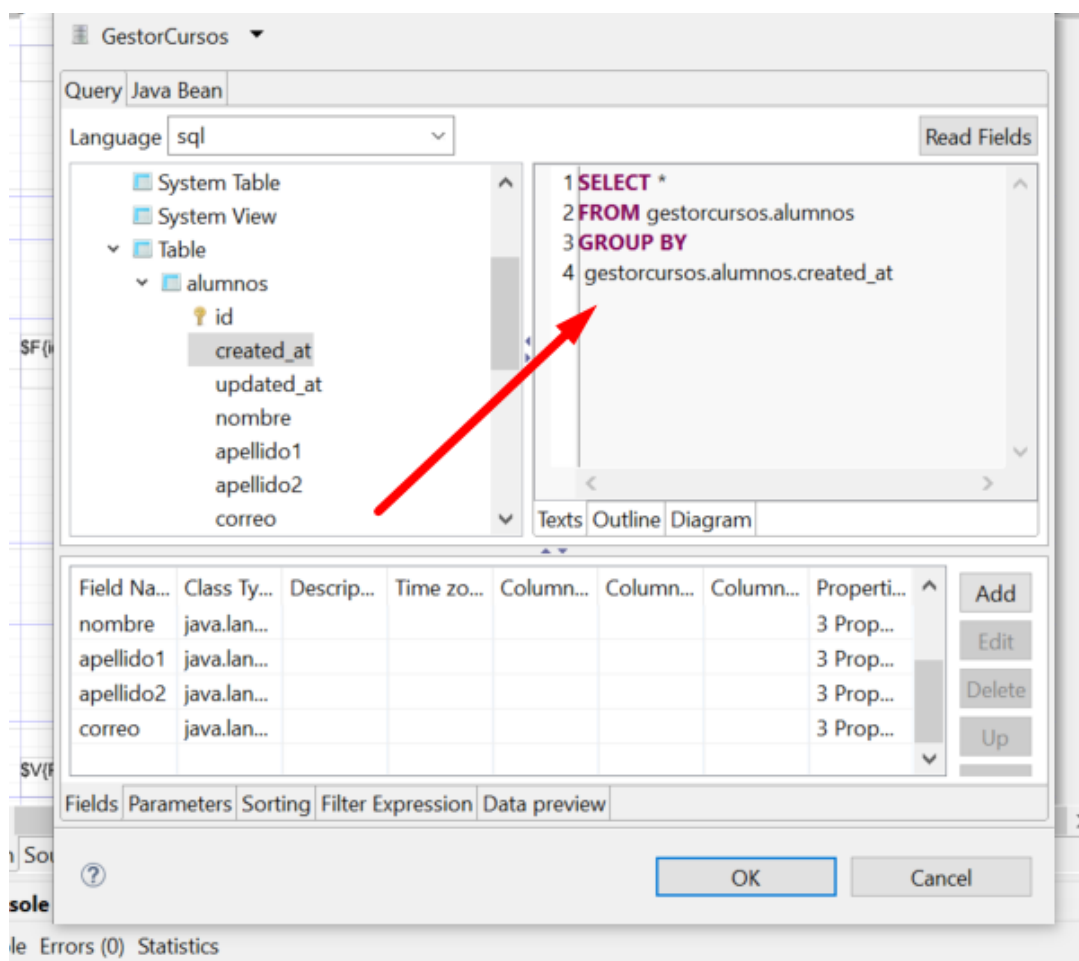 GestorCursos
Query Java Bean
Language sql Read Fields
System Table
System View
Table
alumnos
id
created_at
updated_at
nombre
apellido1
apellido2
correo
1 SELECT *
2 FROM gestorcursos.alumnos
3 GROUP BY
4 gestorcursos.alumnos.created_at
Texts Outline Diagram
Field Na... Class Ty... Descrip... Time zo... Column... Column... Column... Properti...
nombre java.lan... 3 Prop...
apellido1 java.lan... 3 Prop...
apellido2 java.lan... 3 Prop...
correo java.lan... 3 Prop...
Add
Edit
Delete
Up
Fields Parameters Sorting Filter Expression Data preview
OK Cancel
$F{i
$V{
Sou
sole
le Errors (0) Statistics